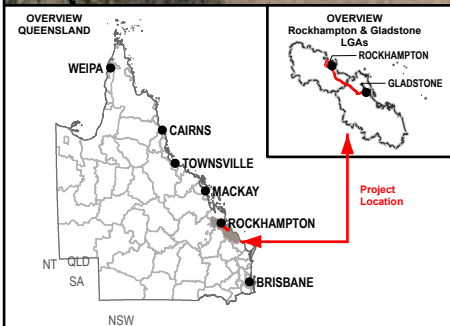 OVERVIEW
QUEENSLAND
WEIPA
CAIRNS
TOWNSVILLE
MACKAY
ROCKHAMPTON
BRISBANE
NT
QLD
SA
NSW
OVERVIEW
Rockhampton & Gladstone
LGAs
ROCKHAMPTON
GLADSTONE
Project
Location